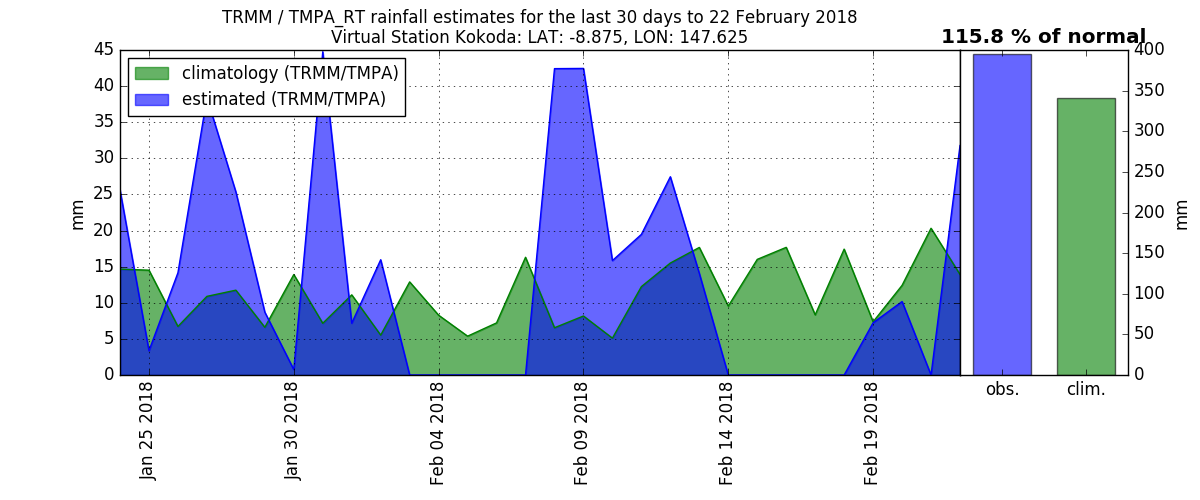 TRMM / TMPA_RT rainfall estimates for the last 30 days to 22 February 2018
Virtual Station Kokoda: LAT: -8.875, LON: 147.625
115.8 % of normal
climatology (TRMM/TMPA)
estimated (TRMM/TMPA)
45
40
35
30
25
20
15
10
5
0
mm
400
350
300
250
200
150
100
50
0
mm
Jan 25 2018
Jan 30 2018
Feb 04 2018
Feb 09 2018
Feb 14 2018
Feb 19 2018
obs.
clim.